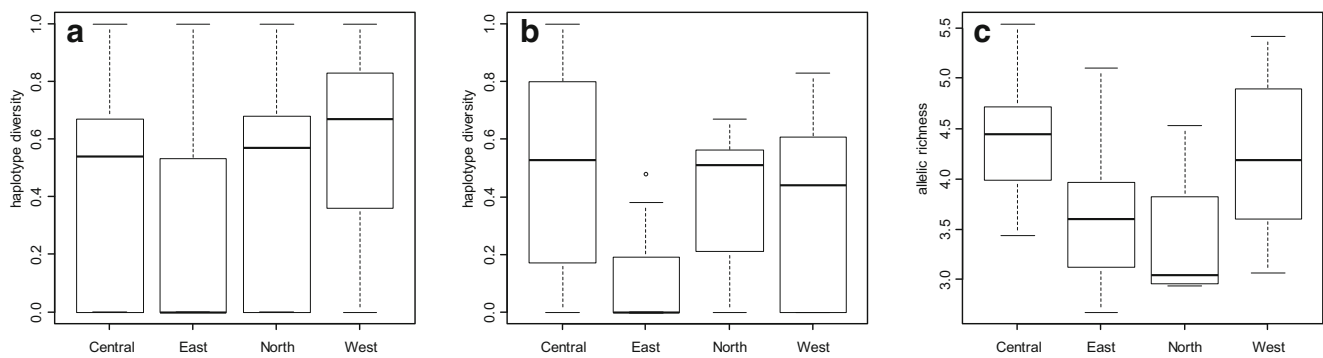 a
haplotype diversity
1.0
0.8
0.6
0.4
0.2
0.0
Central East North West
b
haplotype diversity
1.0
0.8
0.6
0.4
0.2
0.0
Central East North West
c
allelic richness
5.5
5.0
4.5
4.0
3.5
3.0
Central East North West